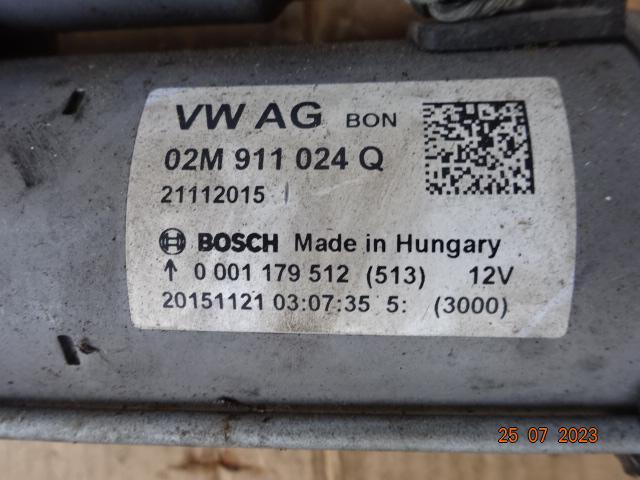 VW AG BON
02M 911 024 Q
21112015
BOSCH Made in Hungary
↑ 0 001 179 512 (513) 12V
20151121 03:07:35 5: (3000)
25 07 2023